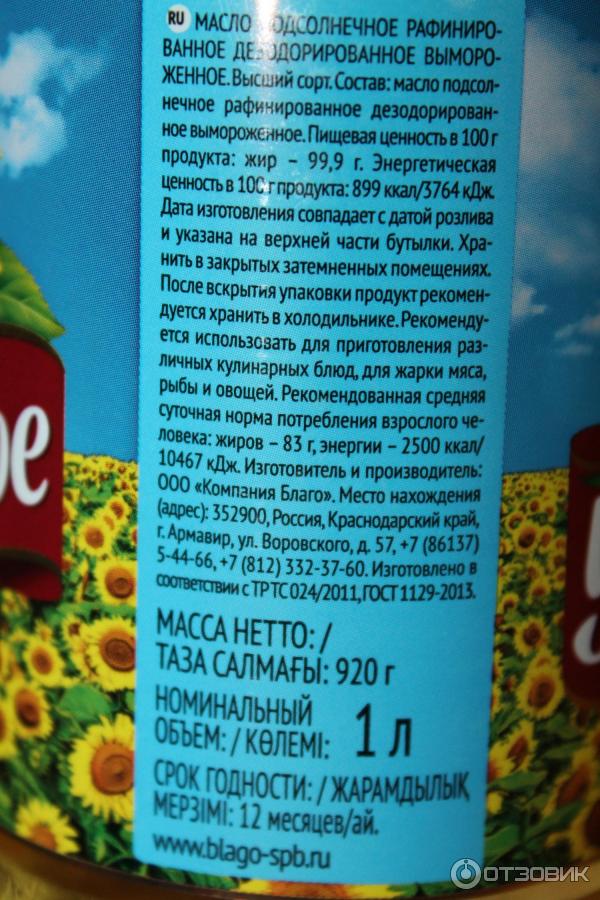 RU МАСЛО ПОДСОЛНЕЧНОЕ РАФИНИРО-
ВАННОЕ ДЕЗОДОРИРОВАННОЕ ВЫМОРО-
ЖЕННОЕ. Высший сорт. Состав: масло подсол-
нечное рафинированное дезодорирован-
ное вымороженное. Пищевая ценность в 100 г
продукта: жир – 99,9 г. Энергетическая
ценность в 100 г продукта: 899 ккал/3764 кДж.
Дата изготовления совпадает с датой розлива
и указана на верхней части бутылки. Хра-
нить в закрытых затемненных помещениях.
После вскрытия упаковки продукт рекомен-
дуется хранить в холодильнике. Рекоменду-
ется использовать для приготовления раз-
личных кулинарных блюд, для жарки мяса,
рыбы и овощей. Рекомендованная средняя
суточная норма потребления взрослого че-
ловека: жиров – 83 г, энергии – 2500 ккал/
10467 кДж. Изготовитель и производитель:
ООО «Компания Благо». Место нахождения
(адрес): 352900, Россия, Краснодарский край,
г. Армавир, ул. Воровского, д. 57, +7 (86137)
5-44-66, +7 (812) 332-37-60. Изготовлено в
соответствии с ТР ТС 024/2011, ГОСТ 1129-2013.
МАССА НЕТТО: /
ТАЗА САЛМАҒЫ: 920 г
НОМИНАЛЬНЫЙ
ОБЪЕМ: / КӨЛЕМІ: 1 л
СРОК ГОДНОСТИ: / ЖАРАМДЫЛЫҚ
МЕРЗІМІ: 12 месяцев/ай.
www.blago-spb.ru
ое
ОТЗОВИК